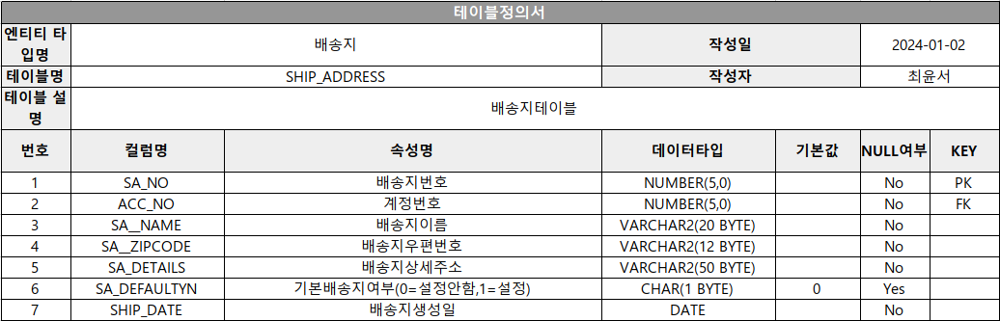 테이블정의서
엔티티 타입명 배송지 작성일 2024-01-02
테이블명 SHIP_ADDRESS 작성자 최윤서
테이블 설명 배송지테이블
번호 컬럼명 속성명 데이터타입 기본값 NULL여부 KEY
1 SA_NO 배송지번호 NUMBER(5,0) No PK
2 ACC_NO 계정번호 NUMBER(5,0) No FK
3 SA__NAME 배송지이름 VARCHAR2(20 BYTE) No
4 SA__ZIPCODE 배송지우편번호 VARCHAR2(12 BYTE) No
5 SA_DETAILS 배송지상세주소 VARCHAR2(50 BYTE) No
6 SA_DEFAULTYN 기본배송지여부(0=설정안함,1=설정) CHAR(1 BYTE) 0 Yes
7 SHIP_DATE 배송지생성일 DATE No